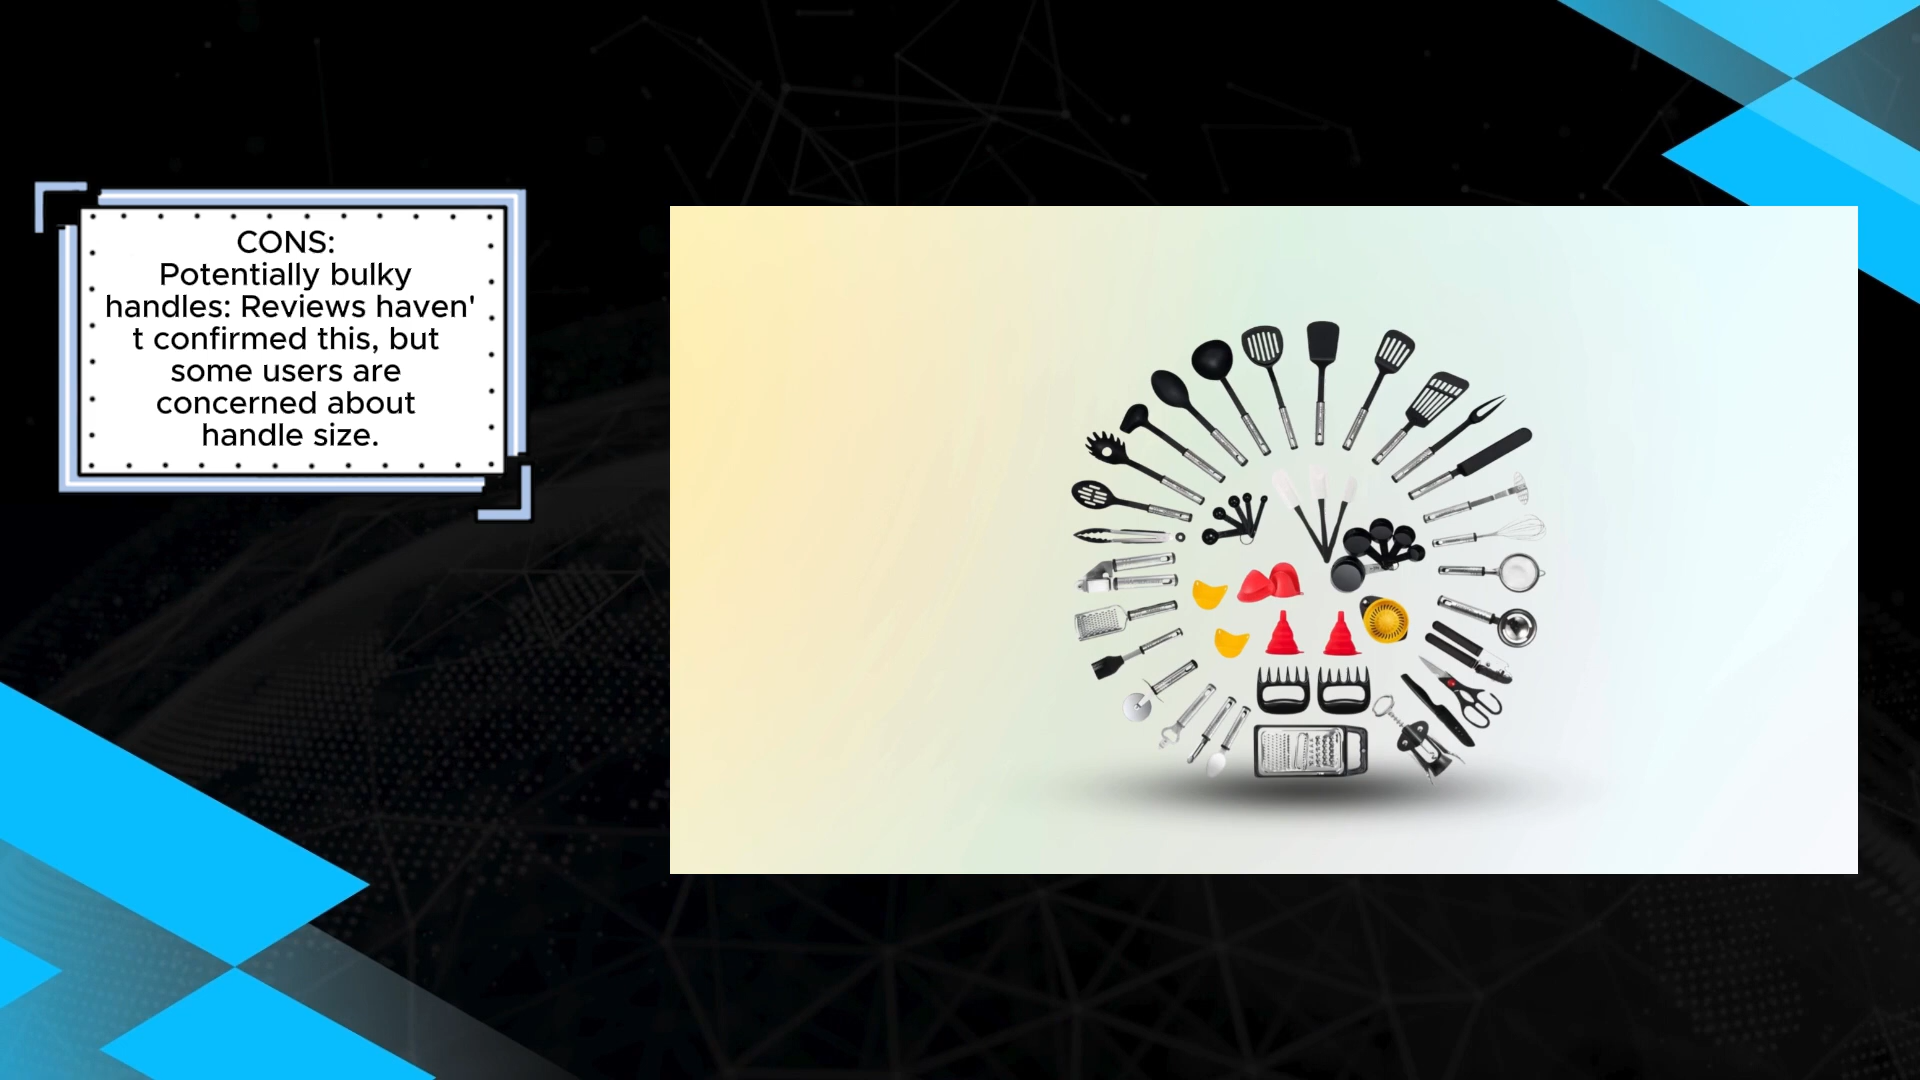 CONS:
Potentially bulky
handles: Reviews haven'
t confirmed this, but
some users are
concerned about
handle size.